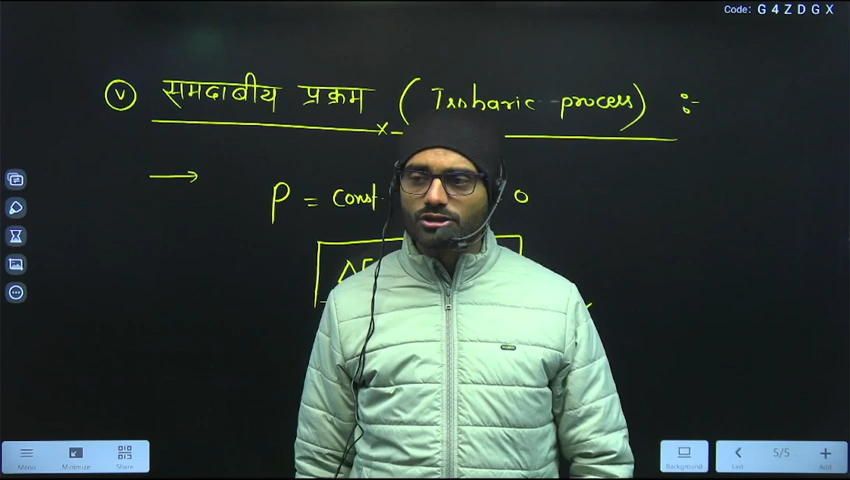 Code: G 4 Z D G X
(v) समदाबीय प्रक्रम ( Isobaric process) :-
→ P = Const
0
Menu
Minimize
Share
Background
Last
5/5
Add